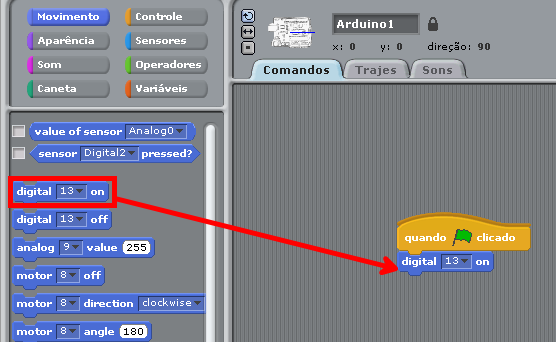 Movimento
Controle
Aparência
Sensores
Som
Operadores
Caneta
Variáveis
value of sensor Analog0
sensor Digital2 pressed?
digital 13 on
digital 13 off
analog 9 value 255
motor 8 off
motor 8 direction clockwise
motor 8 angle 180
Arduino1
x: 0 y: 0 direção: 90
Comandos Trajes Sons
quando clicado
digital 13 on